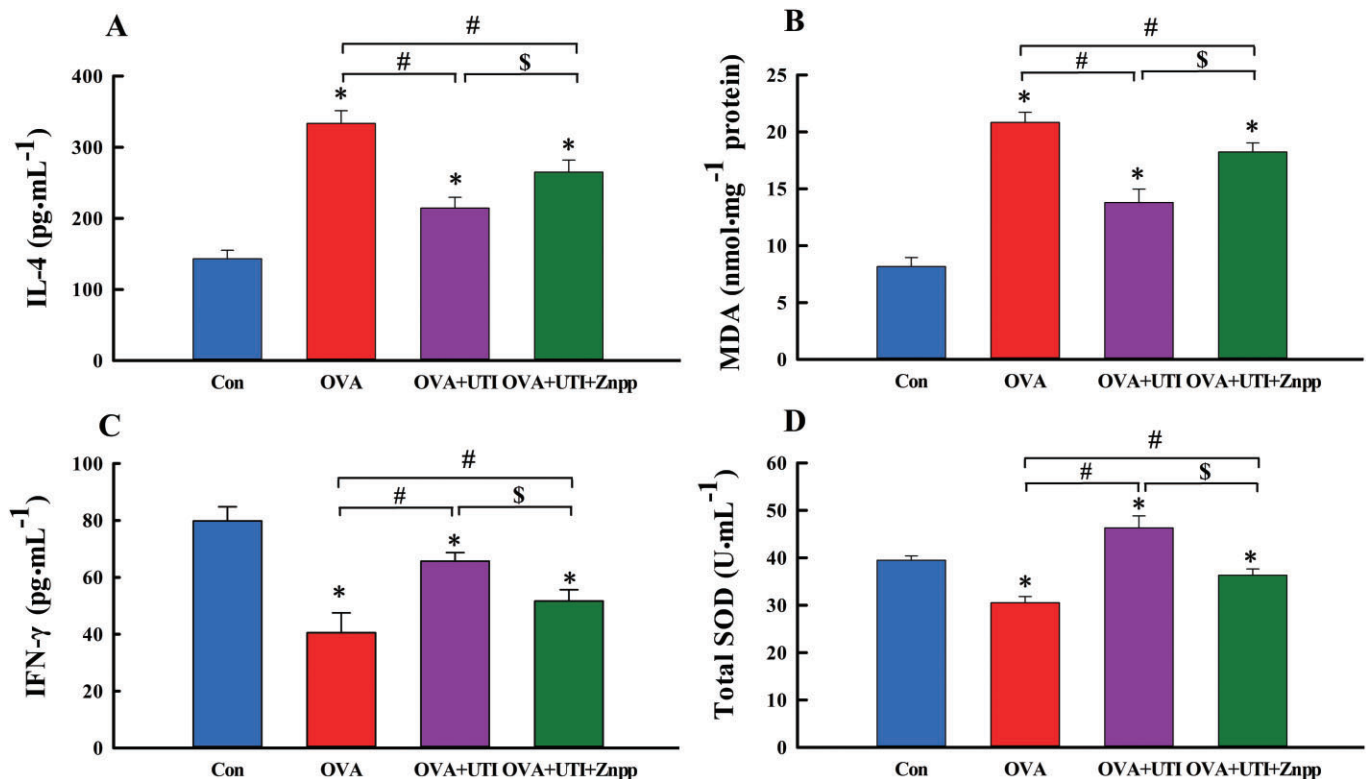 A
IL-4 (pg•mL-1)
400
300
200
100
0
#
#
$
*
*
*
Con
OVA
OVA+UTI
OVA+UTI+Znpp
B
MDA (nmol•mg-1 protein)
25
20
15
10
5
0
#
#
$
*
*
*
Con
OVA
OVA+UTI
OVA+UTI+Znpp
C
IFN-γ (pg•mL-1)
100
80
60
40
20
0
#
#
$
*
*
*
Con
OVA
OVA+UTI
OVA+UTI+Znpp
D
Total SOD (U•mL-1)
60
50
40
30
20
10
0
#
#
$
*
*
*
Con
OVA
OVA+UTI
OVA+UTI+Znpp